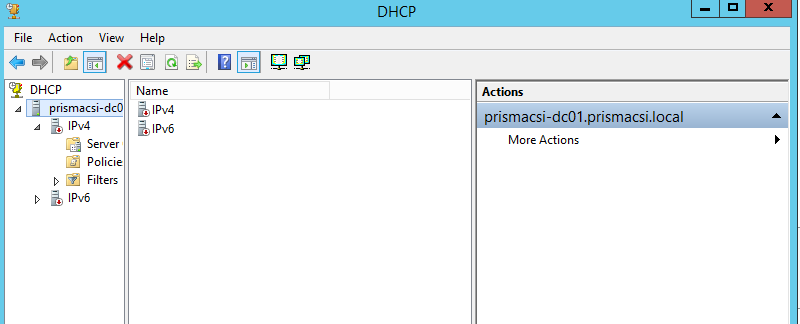 DHCP
File Action View Help
DHCP
prismacsi-dc0
IPv4
Server
Policies
Filters
IPv6
Name
IPv4
IPv6
Actions
prismacsi-dc01.prismacsi.local
More Actions